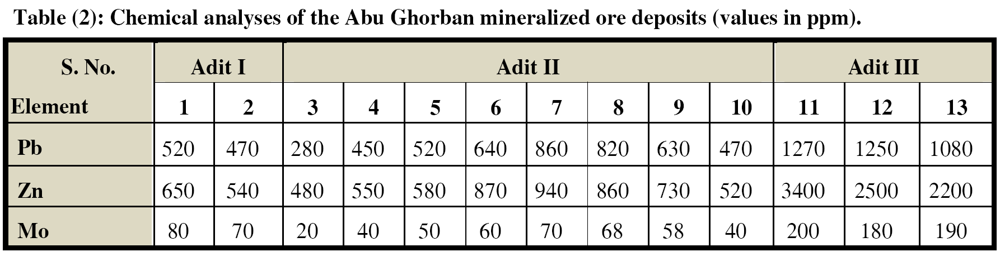 Table (2): Chemical analyses of the Abu Ghorban mineralized ore deposits (values in ppm).
S. No. Adit I Adit II Adit III
Element 1 2 3 4 5 6 7 8 9 10 11 12 13
Pb 520 470 280 450 520 640 860 820 630 470 1270 1250 1080
Zn 650 540 480 550 580 870 940 860 730 520 3400 2500 2200
Mo 80 70 20 40 50 60 70 68 58 40 200 180 190